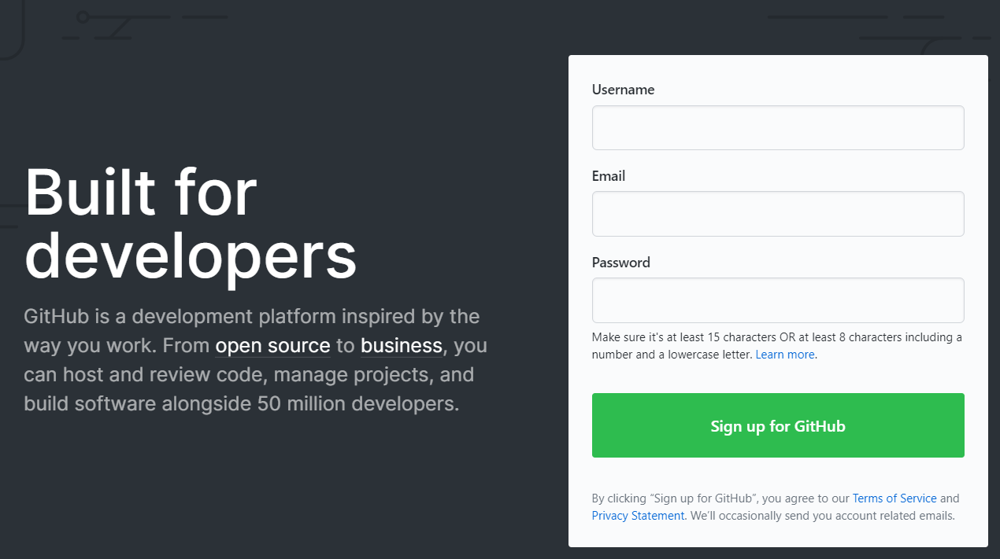 Built for
developers
GitHub is a development platform inspired by the
way you work. From open source to business, you
can host and review code, manage projects, and
build software alongside 50 million developers.
Username
Email
Password
Make sure it's at least 15 characters OR at least 8 characters including a
number and a lowercase letter. Learn more.
Sign up for GitHub
By clicking “Sign up for GitHub”, you agree to our Terms of Service and
Privacy Statement. We’ll occasionally send you account related emails.